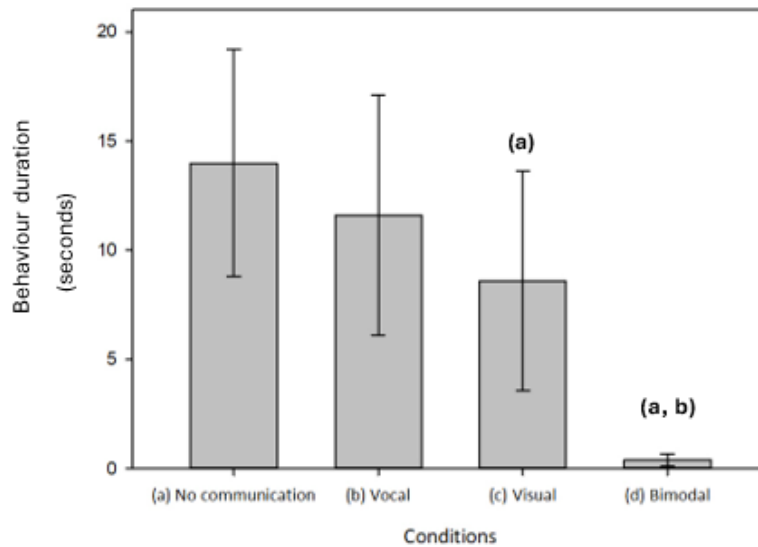 Behaviour duration
(seconds)
20
15
10
5
0
(a)
(a, b)
(a) No communication (b) Vocal (c) Visual (d) Bimodal
Conditions